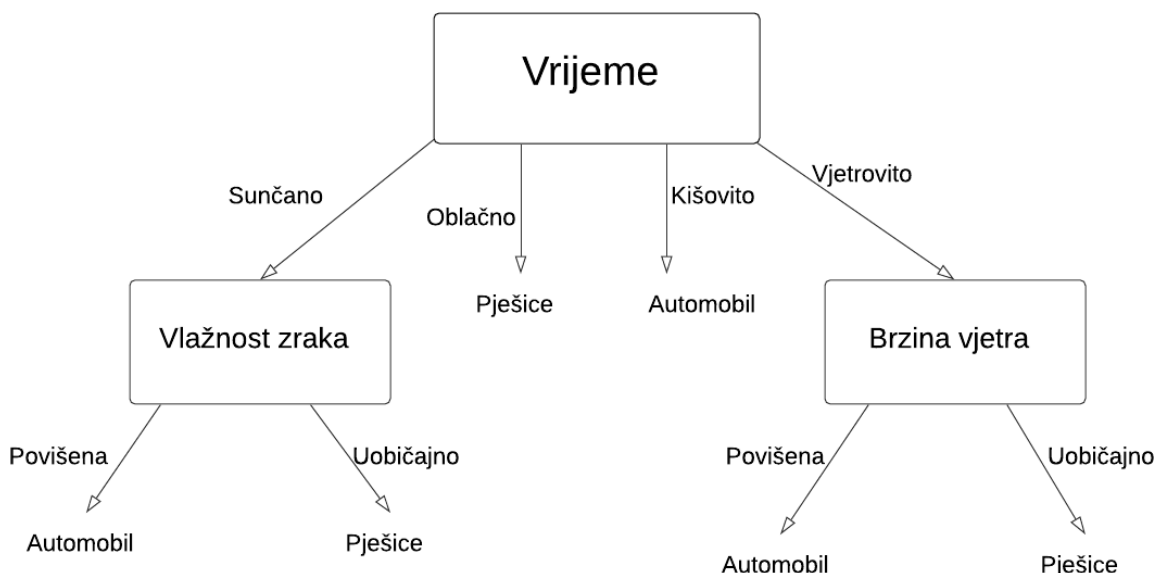 Vrijeme
Sunčano
Oblačno
Kišovito
Vjetrovito
Pješice
Automobil
Vlažnost zraka
Brzina vjetra
Povišena
Uobičajno
Povišena
Uobičajno
Automobil
Pješice
Automobil
Pješice